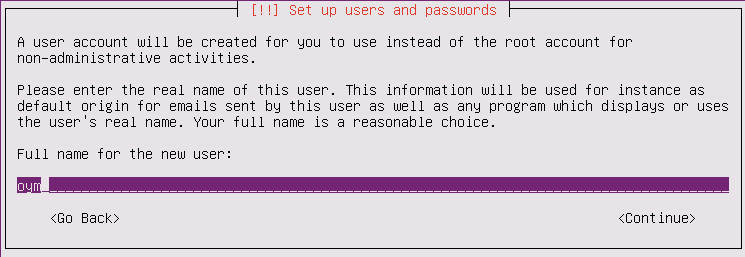 [!!] Set up users and passwords
A user account will be created for you to use instead of the root account for
non-administrative activities.
Please enter the real name of this user. This information will be used for instance as
default origin for emails sent by this user as well as any program which displays or uses
the user's real name. Your full name is a reasonable choice.
Full name for the new user:
oym
<Go Back> <Continue>